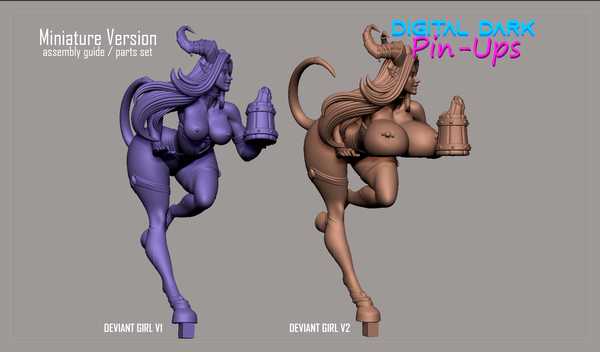 Miniature Version
assembly guide / parts set
DIGITAL DARK
Pin-Ups
DEVIANT GIRL V1
DEVIANT GIRL V2